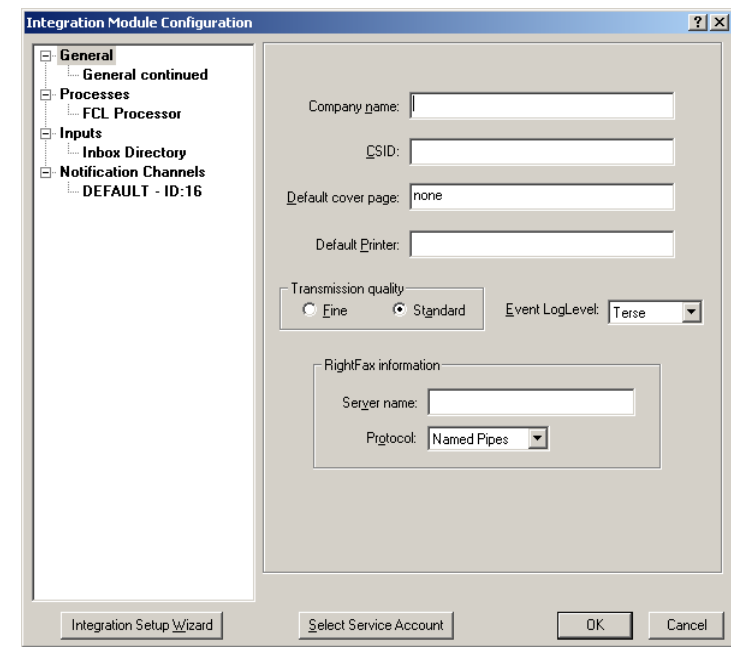 Integration Module Configuration
General
General continued
Processes
FCL Processor
Inputs
Inbox Directory
Notification Channels
DEFAULT - ID:16
Company name:
CSID:
Default cover page: none
Default Printer:
Transmission quality
Fine Standard
Event LogLevel: Terse
RightFax information
Server name:
Protocol: Named Pipes
Integration Setup Wizard Select Service Account OK Cancel